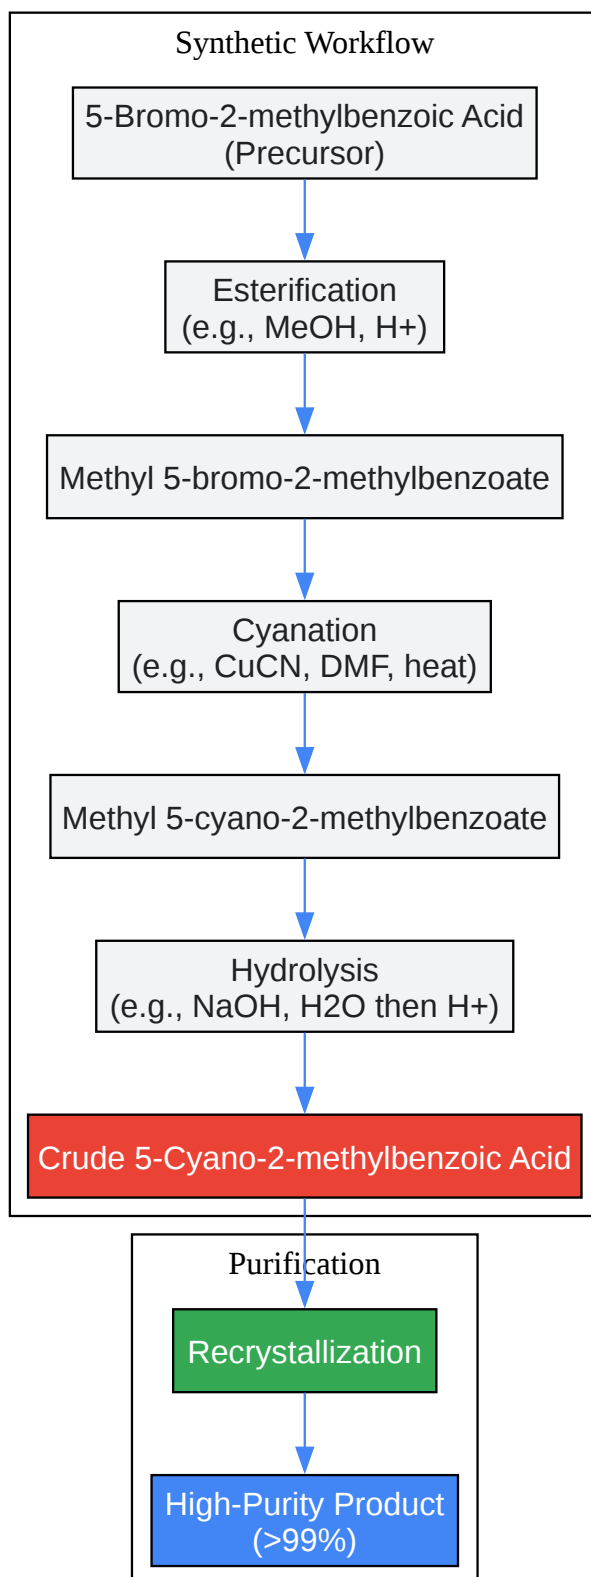 Synthetic Workflow
5-Bromo-2-methylbenzoic Acid
(Precursor)
Esterification
(e.g., MeOH, H+)
Methyl 5-bromo-2-methylbenzoate
Cyanation
(e.g., CuCN, DMF, heat)
Methyl 5-cyano-2-methylbenzoate
Hydrolysis
(e.g., NaOH, H2O then H+)
Crude 5-Cyano-2-methylbenzoic Acid
Purification
Recrystallization
High-Purity Product
(>99%)